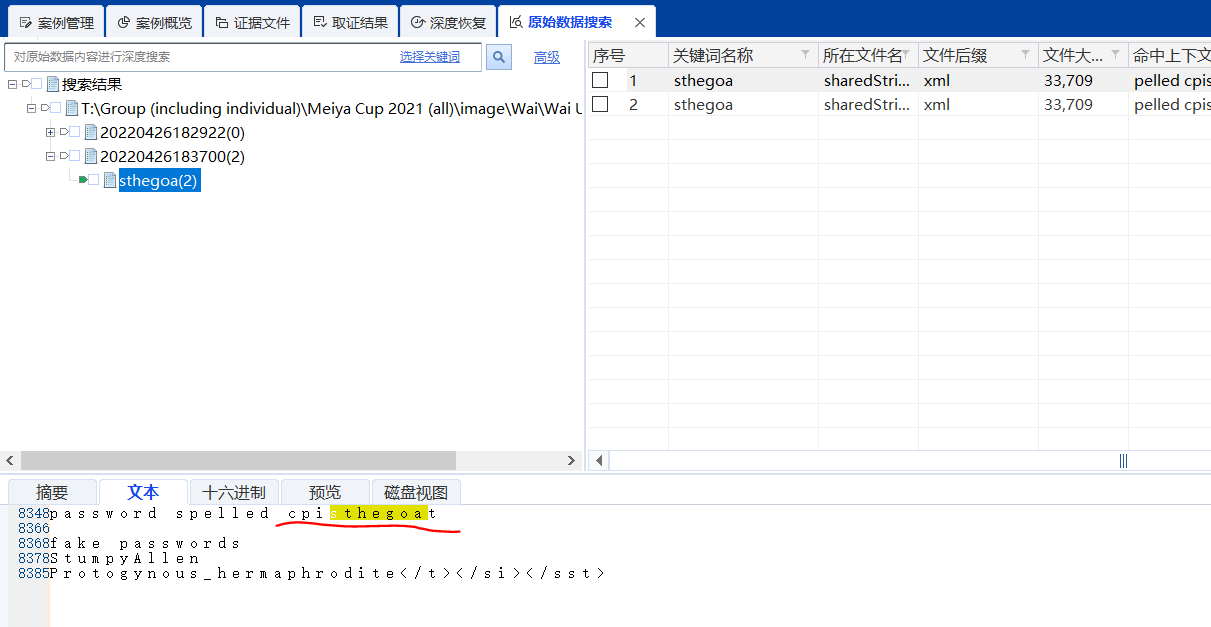 案例管理 案例概览 证据文件 取证结果 深度恢复 原始数据搜索
对原始数据内容进行深度搜索 选择关键词 高级
搜索结果
T:\Group (including individual)\Meiya Cup 2021 (all)\image\Wai\Wai U
20220426182922(0)
20220426183700(2)
sthegoa(2)
序号 关键词名称 所在文件名 文件后缀 文件大... 命中上下文
1 sthegoa sharedStri... xml 33,709 pelled cpis
2 sthegoa sharedStri... xml 33,709 pelled cpis
摘要 文本 十六进制 预览 磁盘视图
8348password spelled cpisthegoat
8366
8368fake passwords
8378StumpyAllen
8385Protogynous_hermaphrodite</t></si></sst>